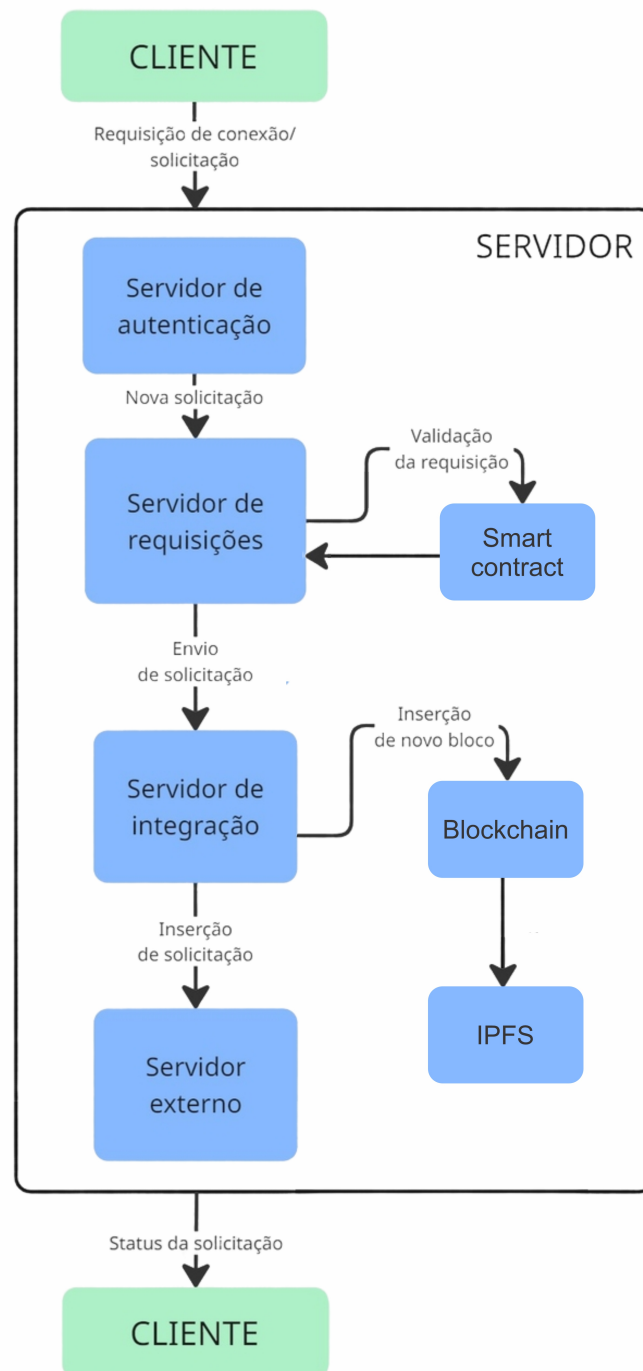 CLIENTE
Requisição de conexão/
solicitação
SERVIDOR
Servidor de
autenticação
Nova solicitação
Servidor de
requisições
Validação
da requisição
Smart
contract
Envio
de solicitação
Servidor de
integração
Inserção
de novo bloco
Blockchain
Inserção
de solicitação
IPFS
Servidor
externo
Status da solicitação
CLIENTE